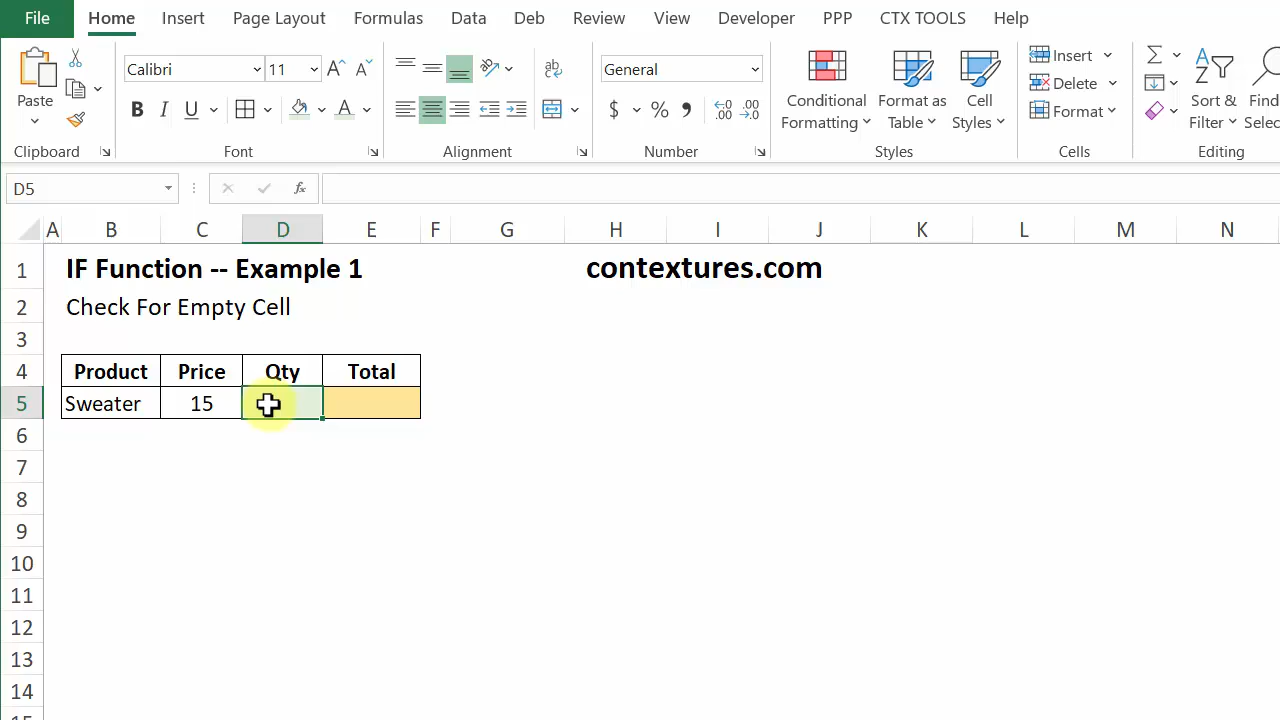 File Home Insert Page Layout Formulas Data Deb Review View Developer PPP CTX TOOLS Help
Calibri 11 A A ab c General Insert Σ A Z
Paste B I U A $ % , Conditional Formatting Format as Table Cell Styles Delete Format Sort & Filter Find Selec
Clipboard Font Alignment Number Styles Cells Editing
D5 fx
A B C D E F G H I J K L M N
1 IF Function -- Example 1 contextures.com
2 Check For Empty Cell
3
4 Product Price Qty Total
5 Sweater 15
6
7
8
9
10
11
12
13
14